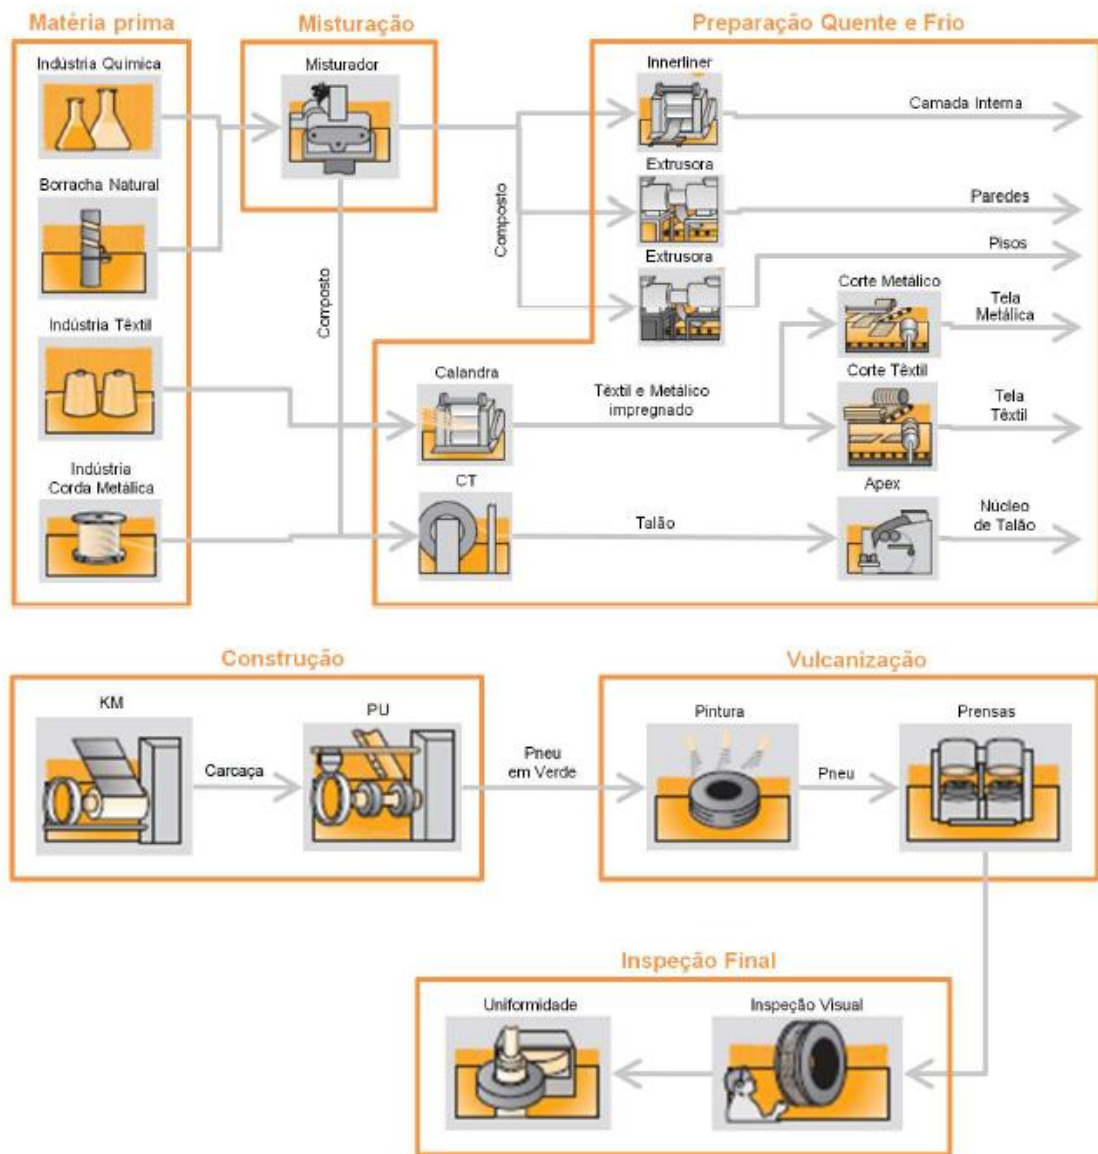 Matéria prima
Misturação
Preparação Quente e Frio
Indústria Química
Misturador
Innerliner
Camada Interna
Borracha Natural
Extrusora
Paredes
Composto
Extrusora
Pisos
Composto
Indústria Têxtil
Corte Metálico
Tela
Metálica
Calandra
Têxtil e Metálico
impregnado
Corte Têxtil
Tela
Têxtil
Indústria
Corda Metálica
CT
Talão
Apex
Núcleo
de Talão
Construção
Vulcanização
KM
Carcaça
PU
Pneu
em Verde
Pintura
Pneu
Prensas
Inspeção Final
Uniformidade
Inspeção Visual